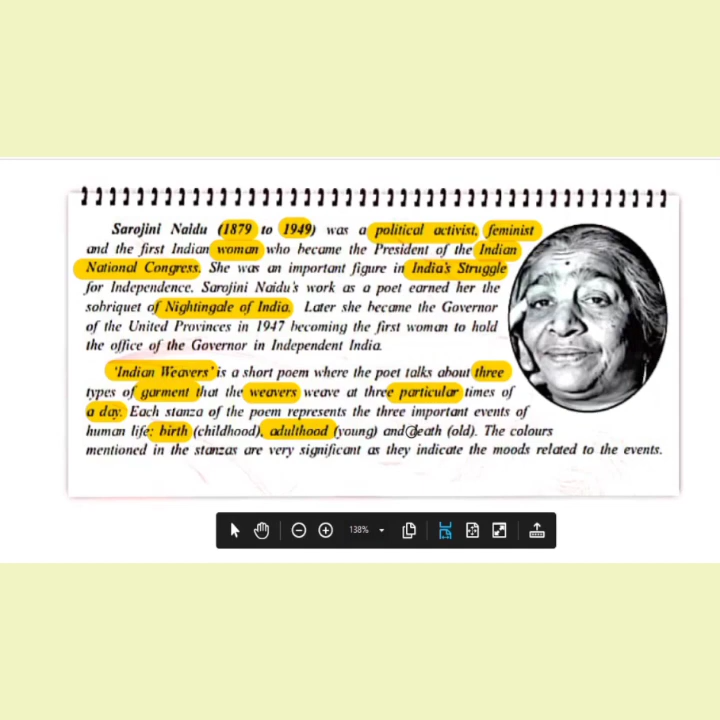 Sarojini Naidu (1879 to 1949) was a political activist, feminist
and the first Indian woman who became the President of the Indian
National Congress. She was an important figure in India's Struggle
for Independence. Sarojini Naidu's work as a poet earned her the
sobriquet of Nightingale of India. Later she became the Governor
of the United Provinces in 1947 becoming the first woman to hold
the office of the Governor in Independent India.
'Indian Weavers' is a short poem where the poet talks about three
types of garment that the weavers weave at three particular times of
a day. Each stanza of the poem represents the three important events of
human life: birth (childhood), adulthood (young) and death (old). The colours
mentioned in the stanzas are very significant as they indicate the moods related to the events.
138%